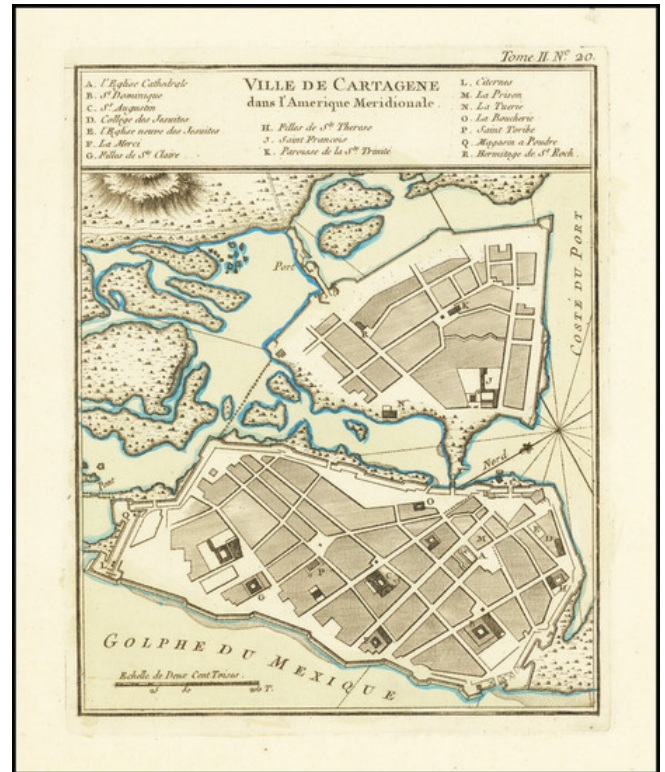 Tome II. N.º 20.
VILLE DE CARTAGENE
dans l'Amerique Meridionale.
A. l'Eglise Cathedrale
B. S.t Dominique
C. S.t Augustin
D. College des Jesuites
E. l'Eglise neuve des Jesuites
F. La Merci
G. Filles de S.te Claire
H. Filles de S.te Therese
J. Saint Francois
K. Paroisse de la S.te Trinité
L. Citernes
M. La Prison
N. La Tuerie
O. La Boucherie
P. Saint Toribe
Q. Magasin a Poudre
R. Hermitage de S.t Roch.
COSTÉ DU PORT
Port
K
R
J
N
Nord
Pont
O
Q
M
D
A
L
P
C
G
H
GOLPHE DU MEXIQUE
Echelle de Deux Cent Toises.